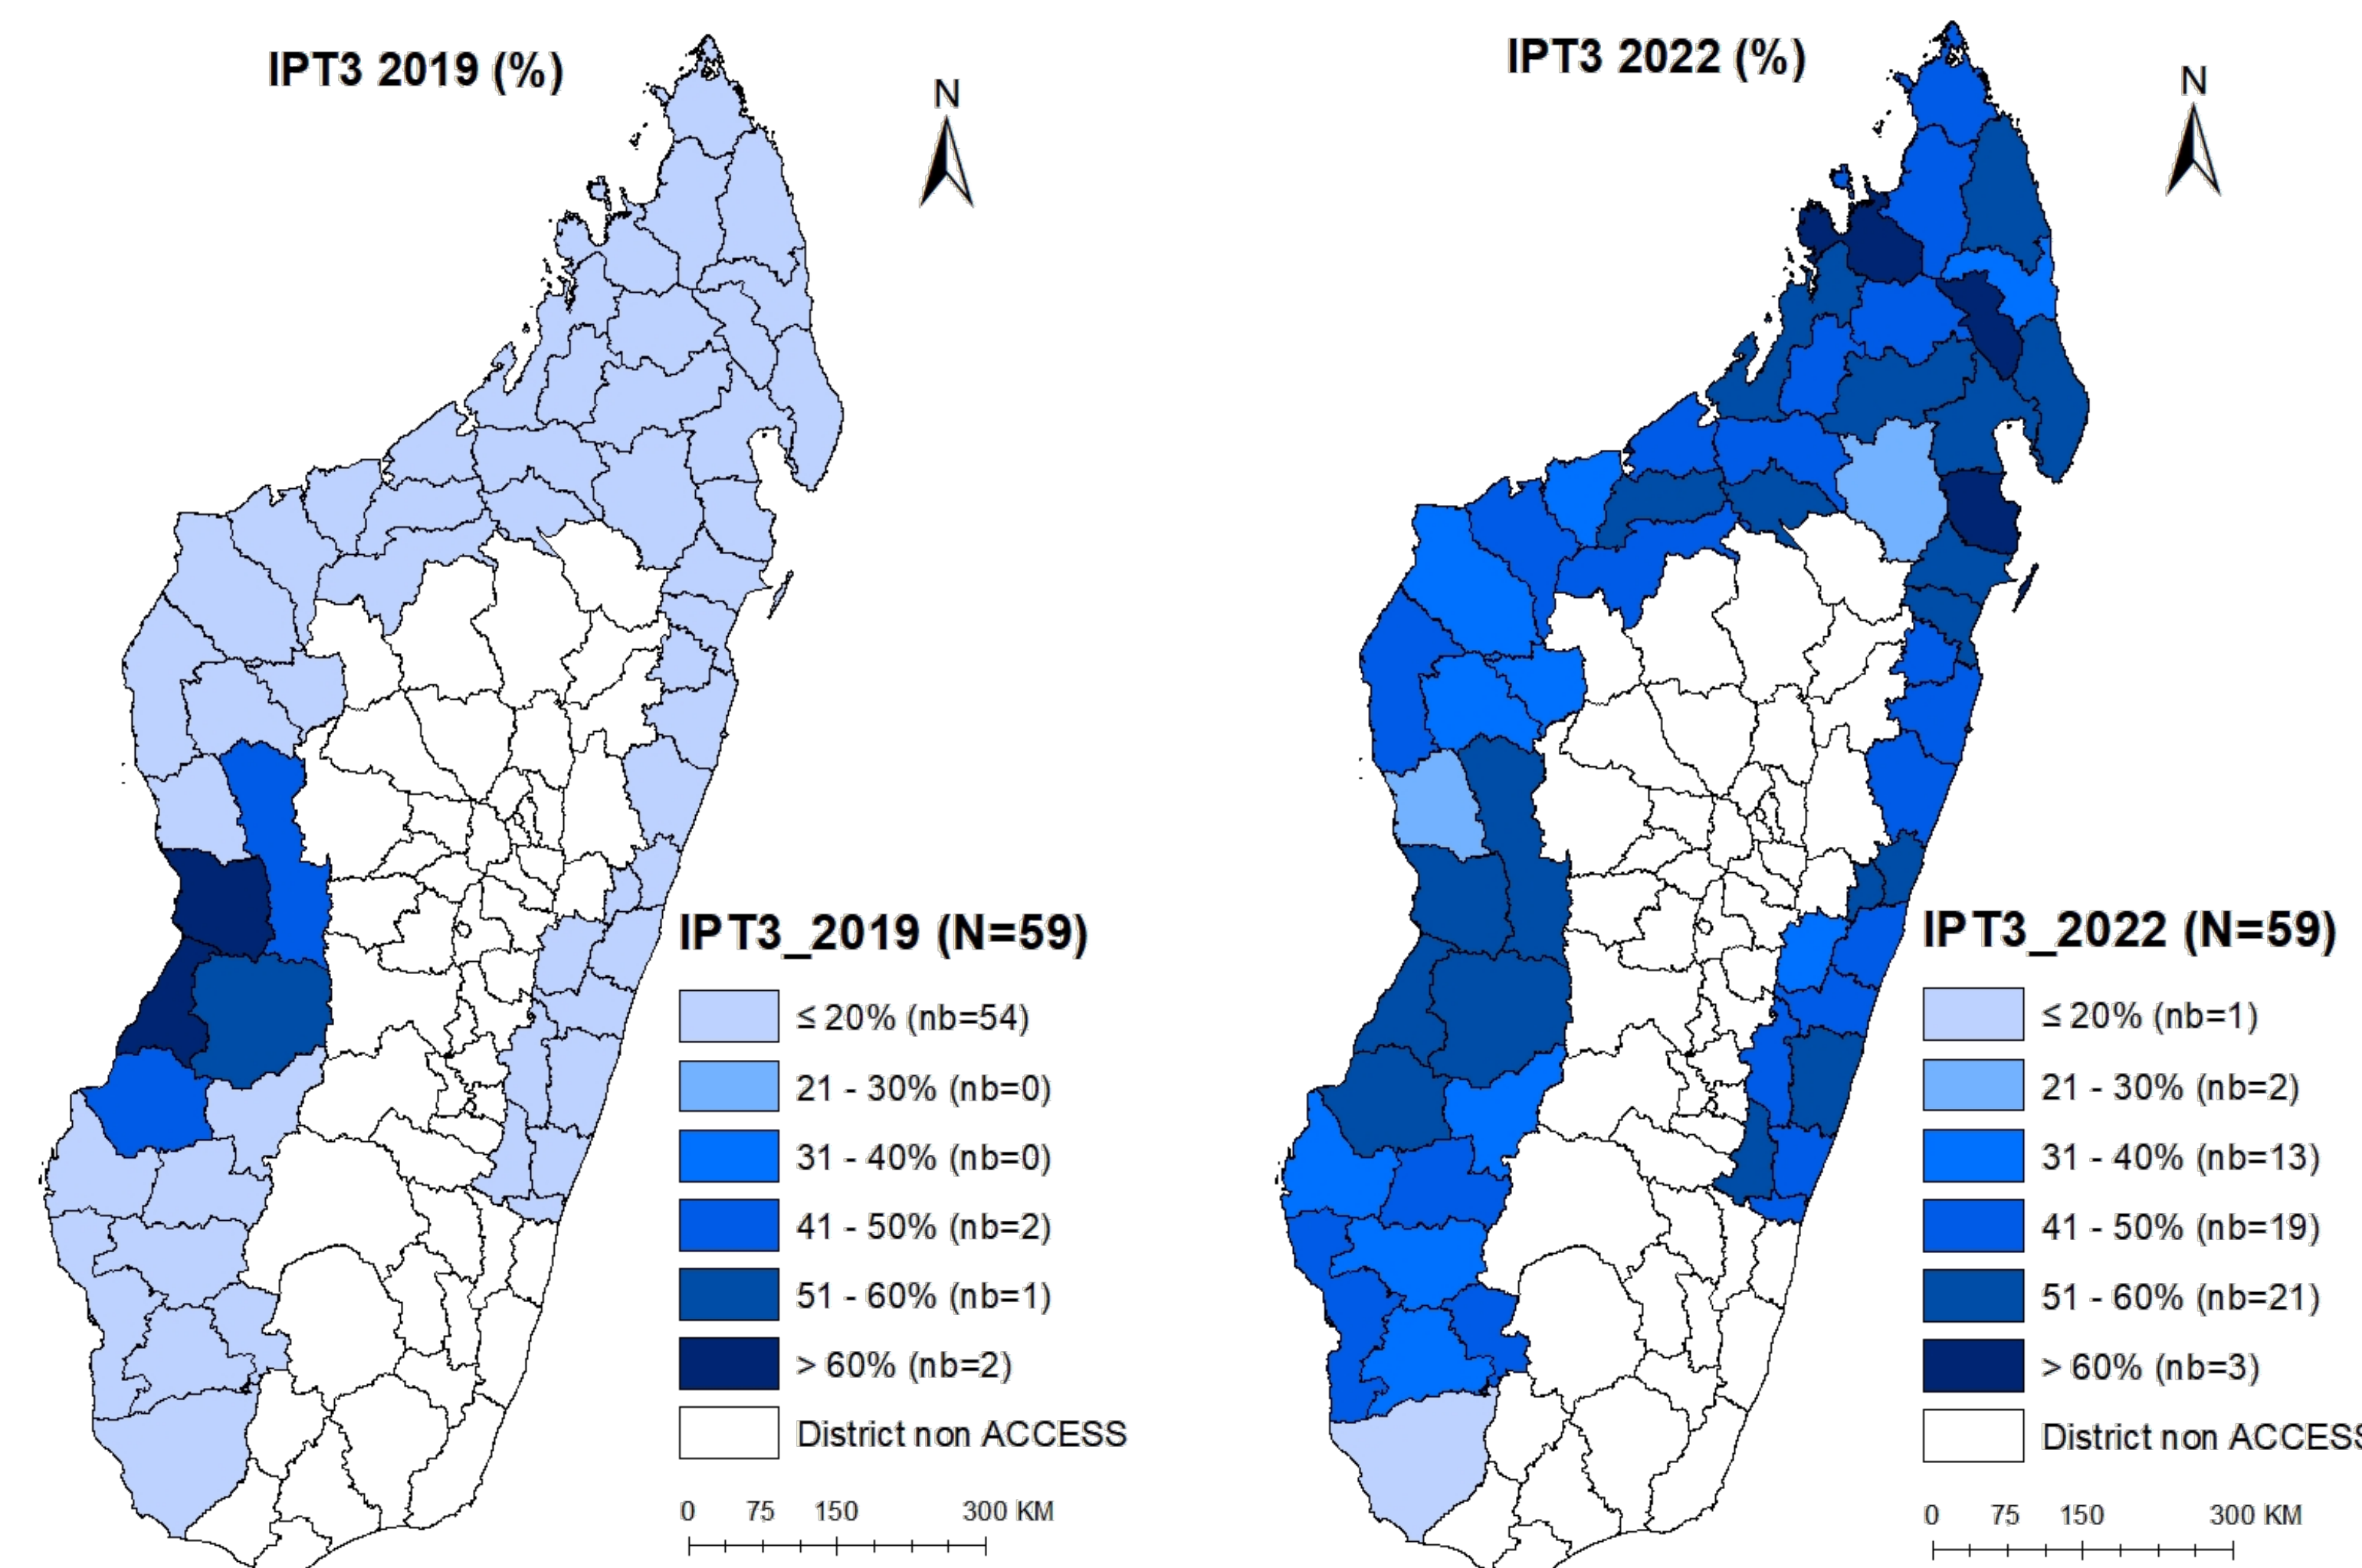 IPT3 2019 (%)
N
IPT3_2019 (N=59)
≤ 20% (nb=54)
21 - 30% (nb=0)
31 - 40% (nb=0)
41 - 50% (nb=2)
51 - 60% (nb=1)
> 60% (nb=2)
District non ACCESS
0 75 150 300 KM
IPT3 2022 (%)
N
IPT3_2022 (N=59)
≤ 20% (nb=1)
21 - 30% (nb=2)
31 - 40% (nb=13)
41 - 50% (nb=19)
51 - 60% (nb=21)
> 60% (nb=3)
District non ACCESS
0 75 150 300 KM